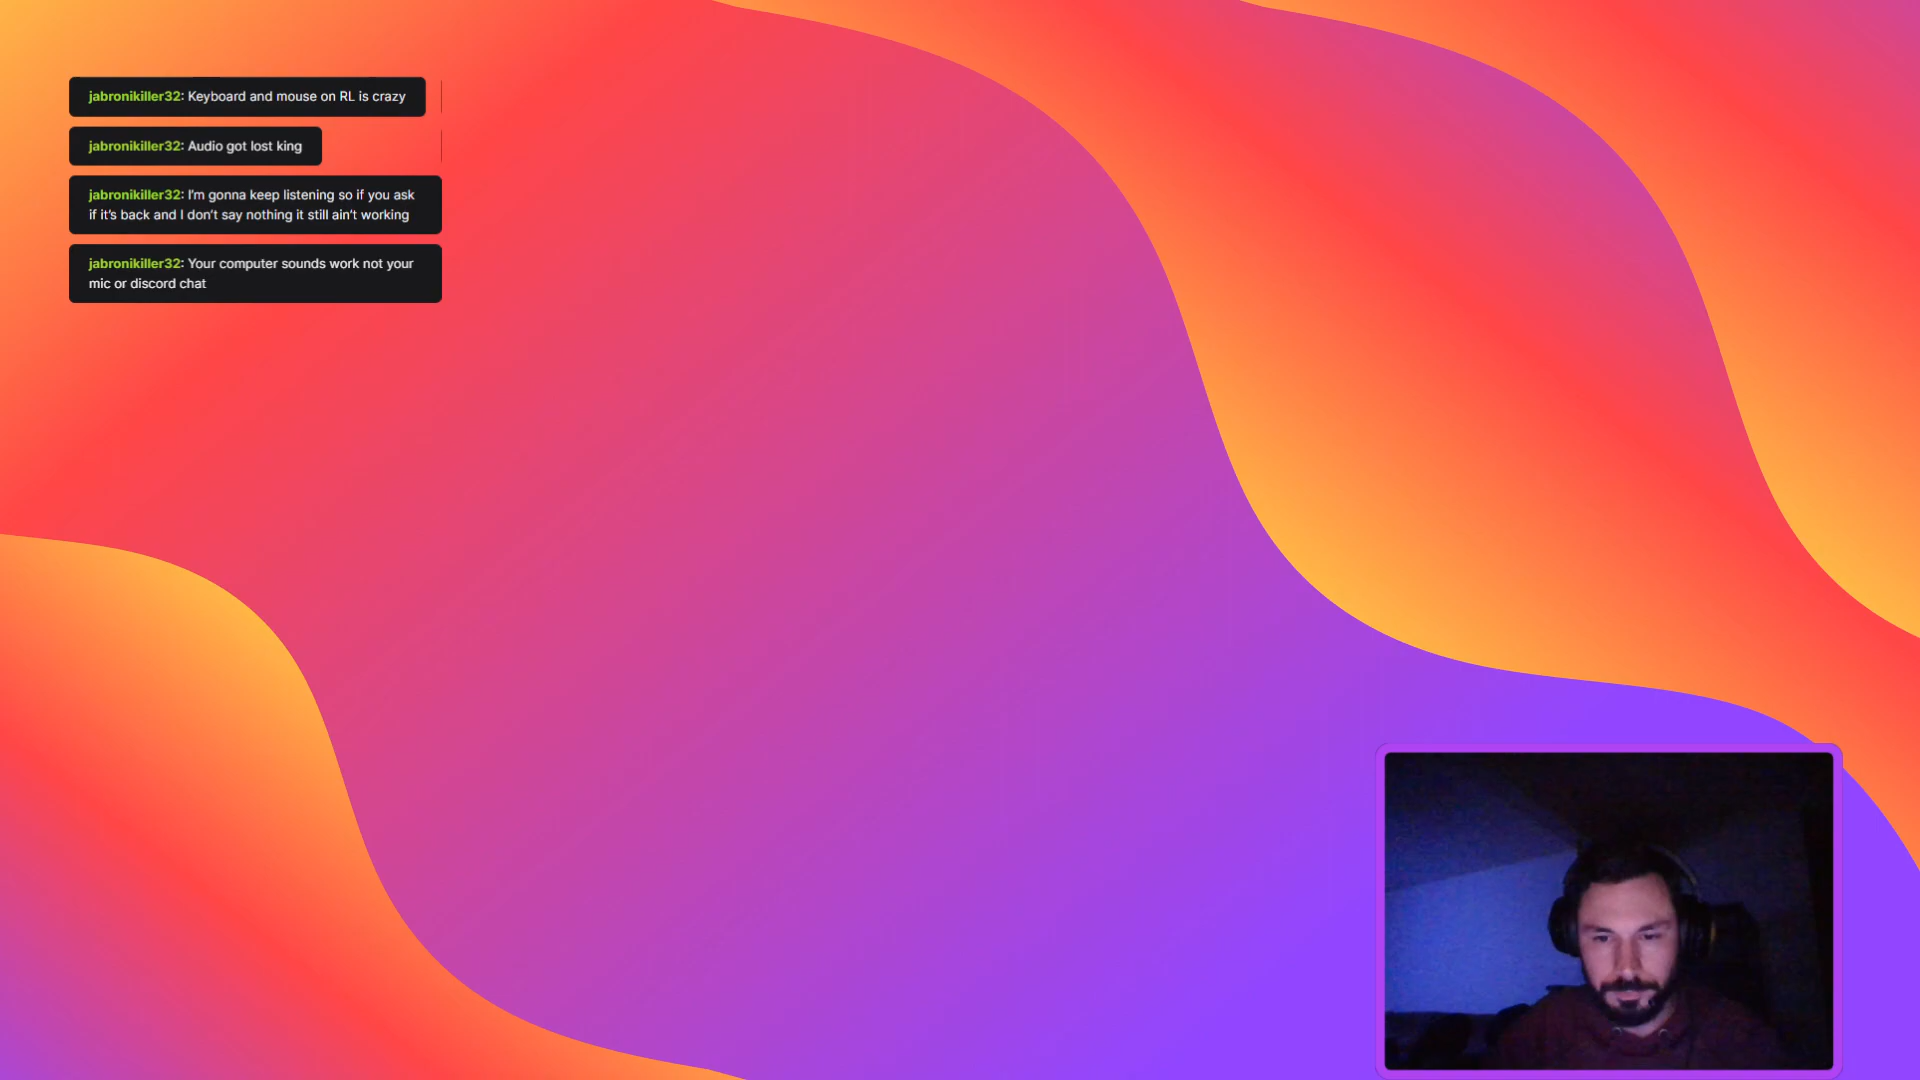 jabronikiller32: Keyboard and mouse on RL is crazy
jabronikiller32: Audio got lost king
jabronikiller32: I'm gonna keep listening so if you ask
if it's back and I don't say nothing it still ain't working
jabronikiller32: Your computer sounds work not your
mic or discord chat